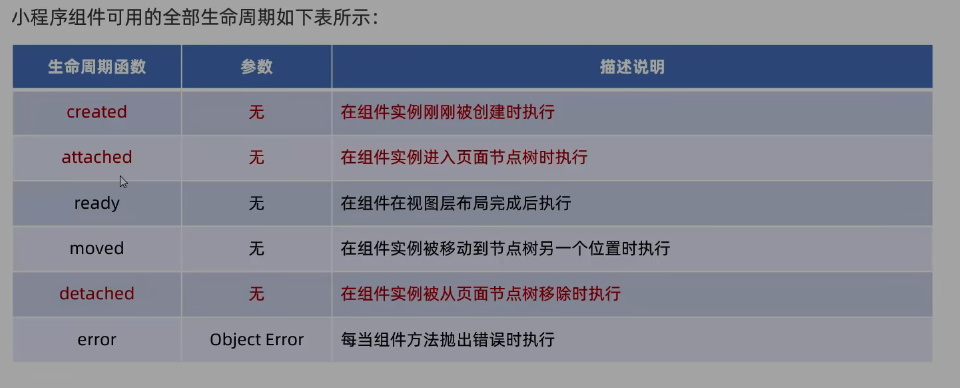 小程序组件可用的全部生命周期如下表所示：
生命周期函数 参数 描述说明
created 无 在组件实例刚刚被创建时执行
attached 无 在组件实例进入页面节点树时执行
ready 无 在组件在视图层布局完成后执行
moved 无 在组件实例被移动到节点树另一个位置时执行
detached 无 在组件实例被从页面节点树移除时执行
error Object Error 每当组件方法抛出错误时执行